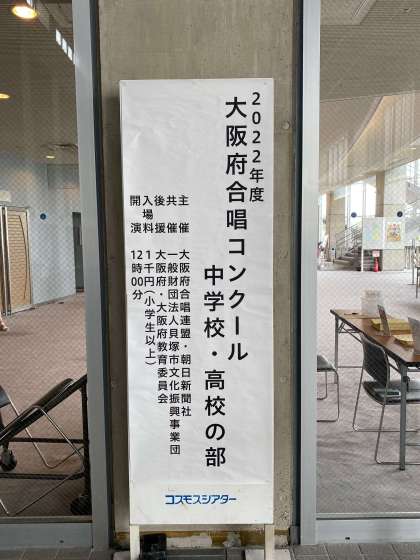 2022年度
大阪府合唱コンクール
中学校・高校の部
主催 大阪府合唱連盟・朝日新聞社
共催 一般財団法人貝塚市文化振興事業団
後援 大阪府・大阪府教育委員会
入場料 1千円(小学生以上)
開演 12時00分
コスモスシアター